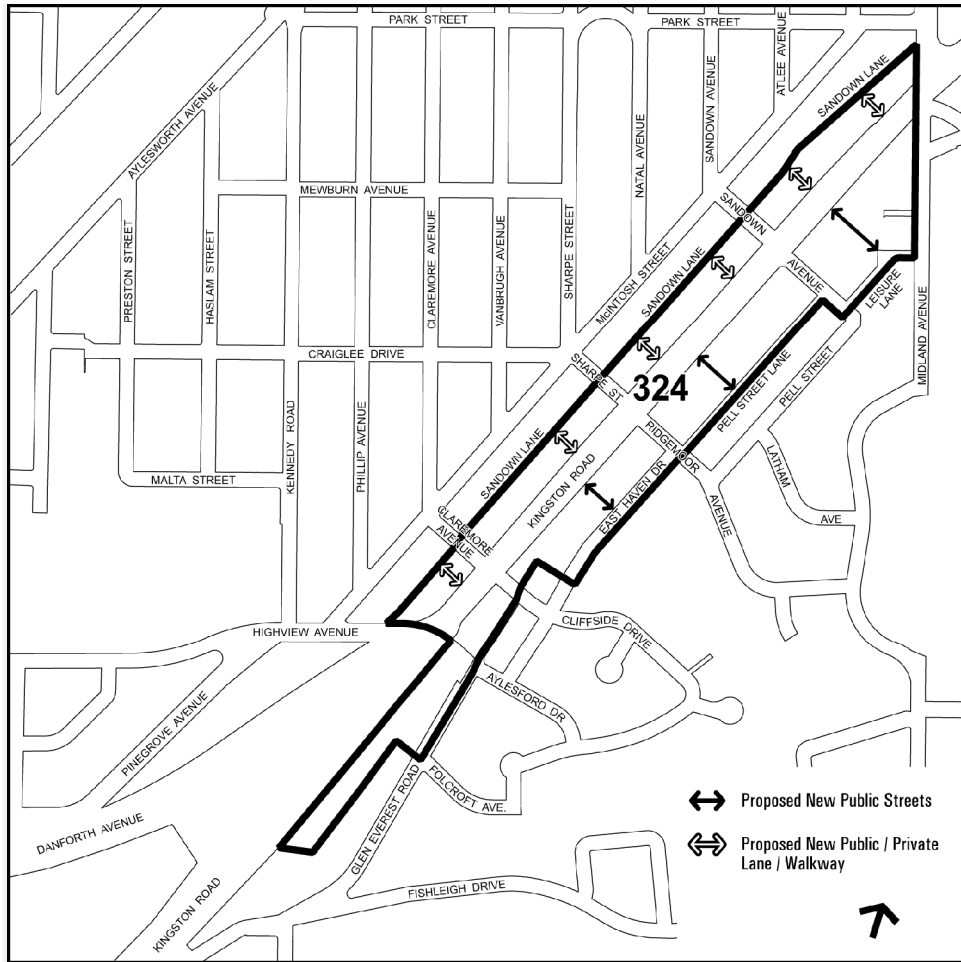 PARK STREET
PARK STREET
AYLESWORTH AVENUE
SANDOWN AVENUE
ATLEE AVENUE
SANDOWN LANE
NATAL AVENUE
MEWBURN AVENUE
PRESTON STREET
HASLAM STREET
CLAREMORE AVENUE
VANBRUGH AVENUE
SHARPE STREET
McINTOSH STREET
SANDOWN LANE
SANDOWN
AVENUE
LEISURE
LANE
MIDLAND AVENUE
CRAIGLEE DRIVE
SHARPE ST.
324
PELL STREET LANE
PELL STREET
KENNEDY ROAD
PHILLIP AVENUE
MALTA STREET
SANDOWN LANE
KINGSTON ROAD
RIDGEMOOR
AVENUE
EAST HAVEN DR
LATHAM
AVE
CLAREMORE
AVENUE
HIGHVIEW AVENUE
CLIFFSIDE DRIVE
AYLESFORD DR
PINEGROVE AVENUE
FOLCROFT AVE.
GLEN EVEREST ROAD
DANFORTH AVENUE
KINGSTON ROAD
FISHLEIGH DRIVE
Proposed New Public Streets
Proposed New Public / Private
Lane / Walkway